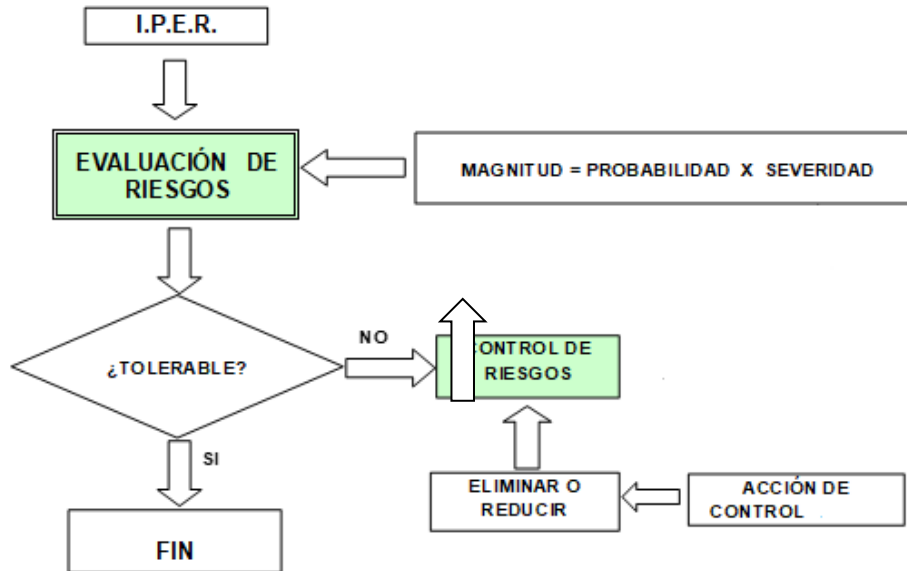 I.P.E.R.
EVALUACIÓN DE
RIESGOS
MAGNITUD = PROBABILIDAD X SEVERIDAD
¿TOLERABLE?
NO
CONTROL DE
RIESGOS
SI
ELIMINAR O
REDUCIR
ACCIÓN DE
CONTROL
FIN